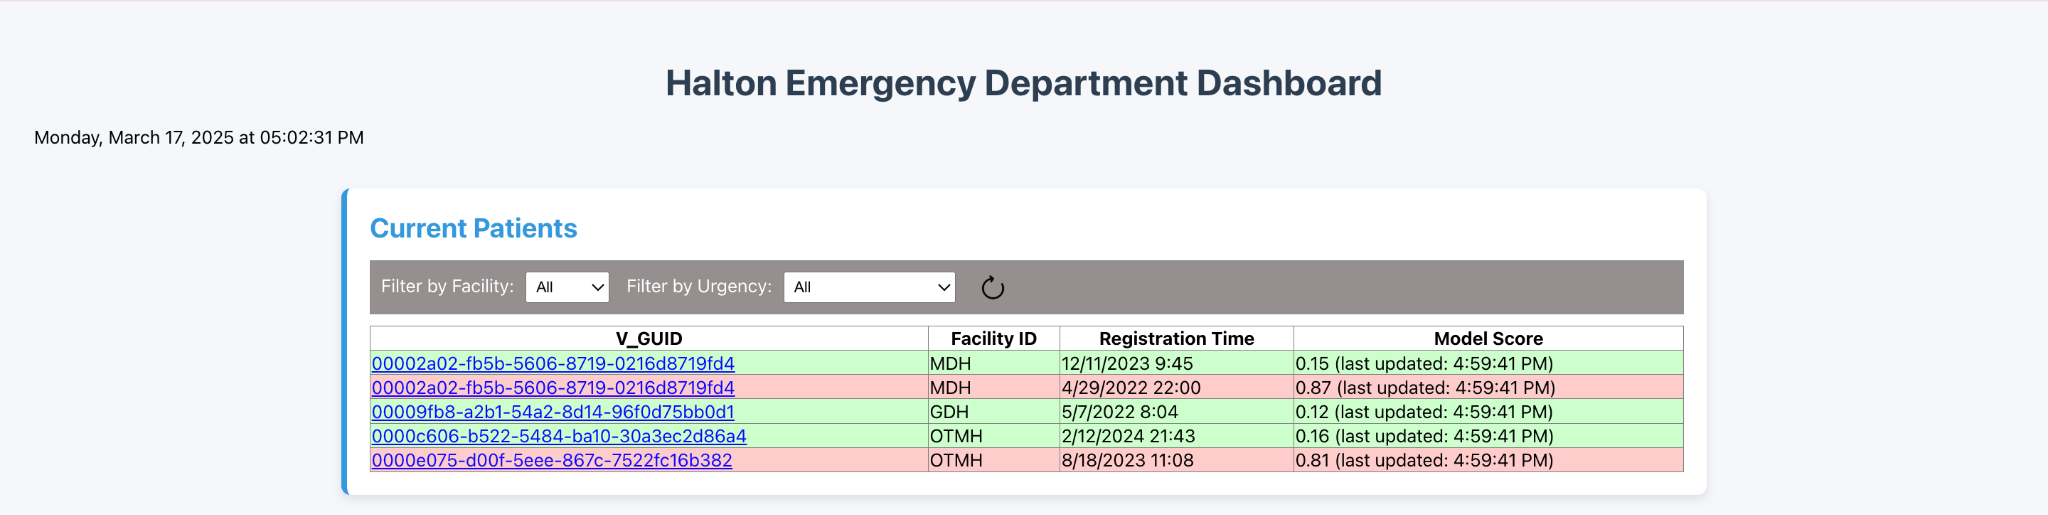 Halton Emergency Department Dashboard
Monday, March 17, 2025 at 05:02:31 PM
Current Patients
Filter by Facility: All Filter by Urgency: All
V_GUID Facility ID Registration Time Model Score
00002a02-fb5b-5606-8719-0216d8719fd4 MDH 12/11/2023 9:45 0.15 (last updated: 4:59:41 PM)
00002a02-fb5b-5606-8719-0216d8719fd4 MDH 4/29/2022 22:00 0.87 (last updated: 4:59:41 PM)
00009fb8-a2b1-54a2-8d14-96f0d75bb0d1 GDH 5/7/2022 8:04 0.12 (last updated: 4:59:41 PM)
0000c606-b522-5484-ba10-30a3ec2d86a4 OTMH 2/12/2024 21:43 0.16 (last updated: 4:59:41 PM)
0000e075-d00f-5eee-867c-7522fc16b382 OTMH 8/18/2023 11:08 0.81 (last updated: 4:59:41 PM)